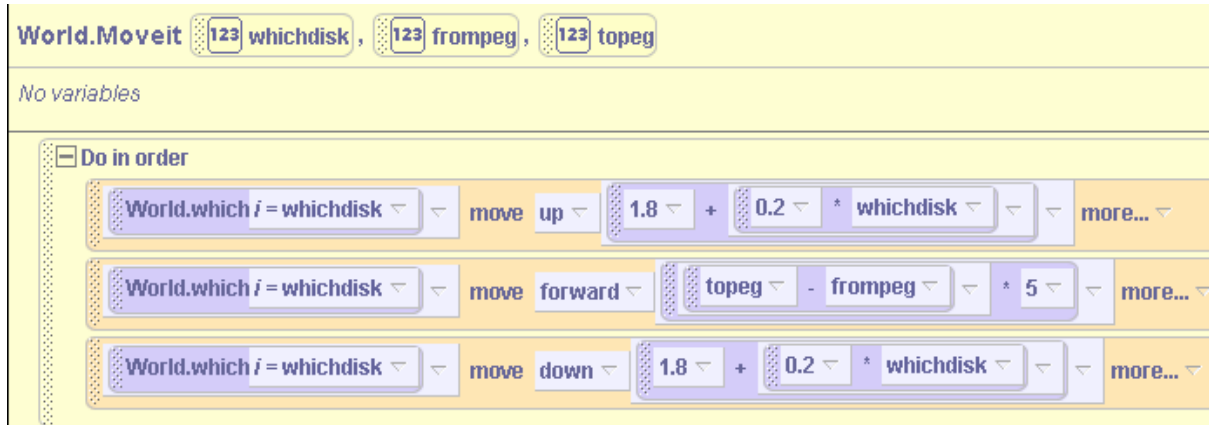 World.Moveit 123 whichdisk, 123 frompeg, 123 topeg
No variables
Do in order
World.which i = whichdisk move up 1.8 + 0.2 * whichdisk more...
World.which i = whichdisk move forward topeg - frompeg * 5 more...
World.which i = whichdisk move down 1.8 + 0.2 * whichdisk more...